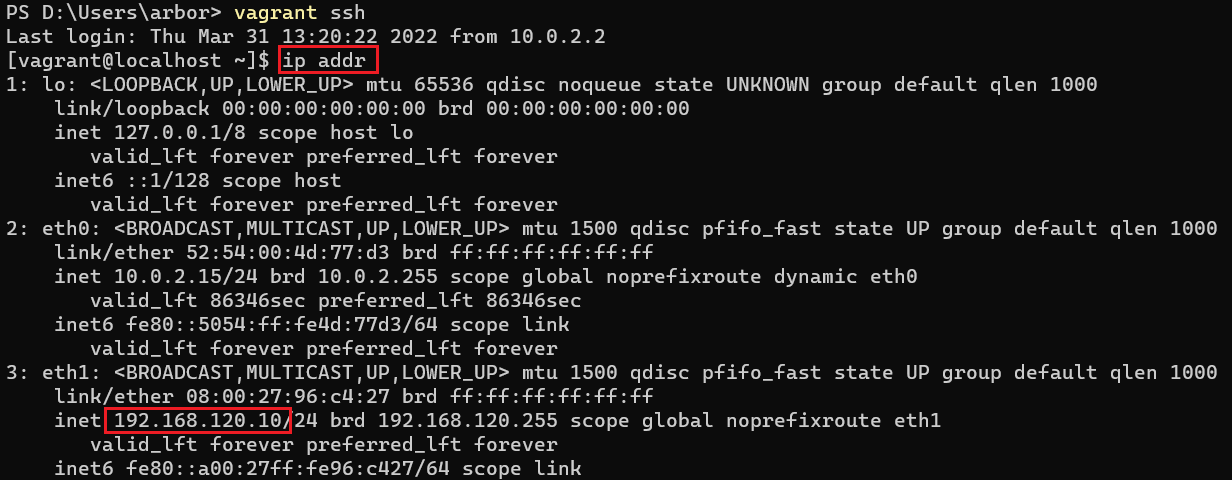 PS D:\Users\arbor> vagrant ssh
Last login: Thu Mar 31 13:20:22 2022 from 10.0.2.2
[vagrant@localhost ~]$ ip addr
1: lo: <LOOPBACK,UP,LOWER_UP> mtu 65536 qdisc noqueue state UNKNOWN group default qlen 1000
    link/loopback 00:00:00:00:00:00 brd 00:00:00:00:00:00
    inet 127.0.0.1/8 scope host lo
       valid_lft forever preferred_lft forever
    inet6 ::1/128 scope host
       valid_lft forever preferred_lft forever
2: eth0: <BROADCAST,MULTICAST,UP,LOWER_UP> mtu 1500 qdisc pfifo_fast state UP group default qlen 1000
    link/ether 52:54:00:4d:77:d3 brd ff:ff:ff:ff:ff:ff
    inet 10.0.2.15/24 brd 10.0.2.255 scope global noprefixroute dynamic eth0
       valid_lft 86346sec preferred_lft 86346sec
    inet6 fe80::5054:ff:fe4d:77d3/64 scope link
       valid_lft forever preferred_lft forever
3: eth1: <BROADCAST,MULTICAST,UP,LOWER_UP> mtu 1500 qdisc pfifo_fast state UP group default qlen 1000
    link/ether 08:00:27:96:c4:27 brd ff:ff:ff:ff:ff:ff
    inet 192.168.120.10/24 brd 192.168.120.255 scope global noprefixroute eth1
       valid_lft forever preferred_lft forever
    inet6 fe80::a00:27ff:fe96:c427/64 scope link